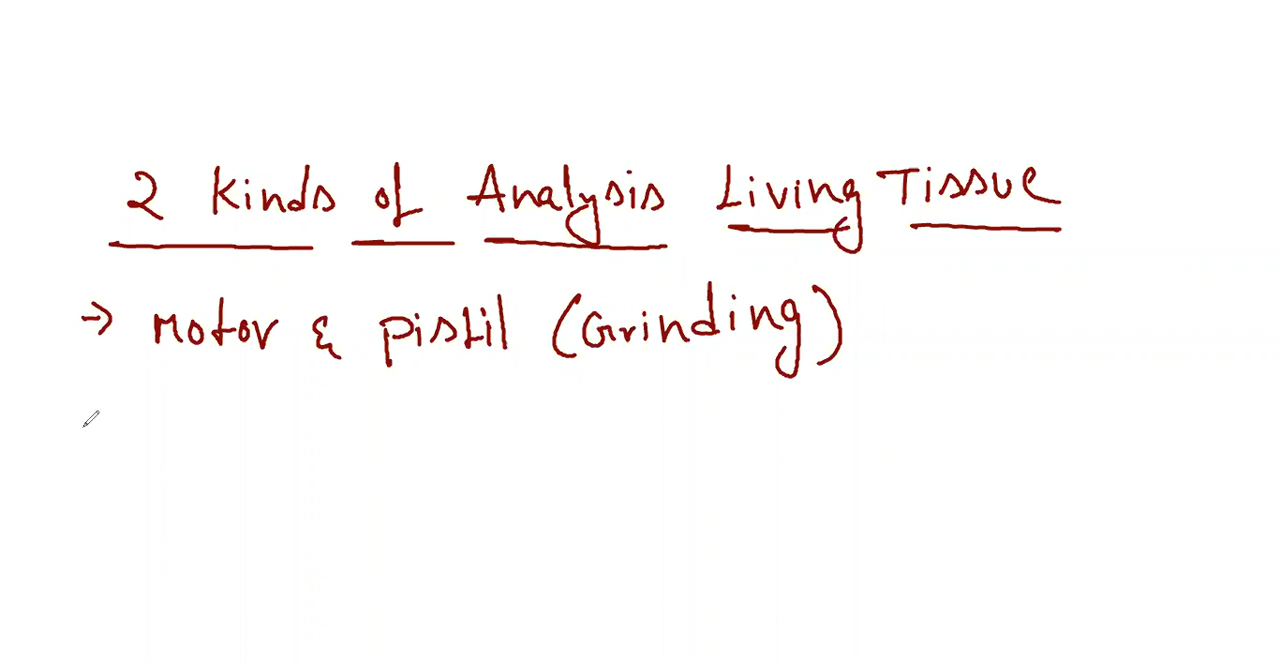 2 Kinds of Analysis Living Tissue
→ Motor & Pistil (Grinding)